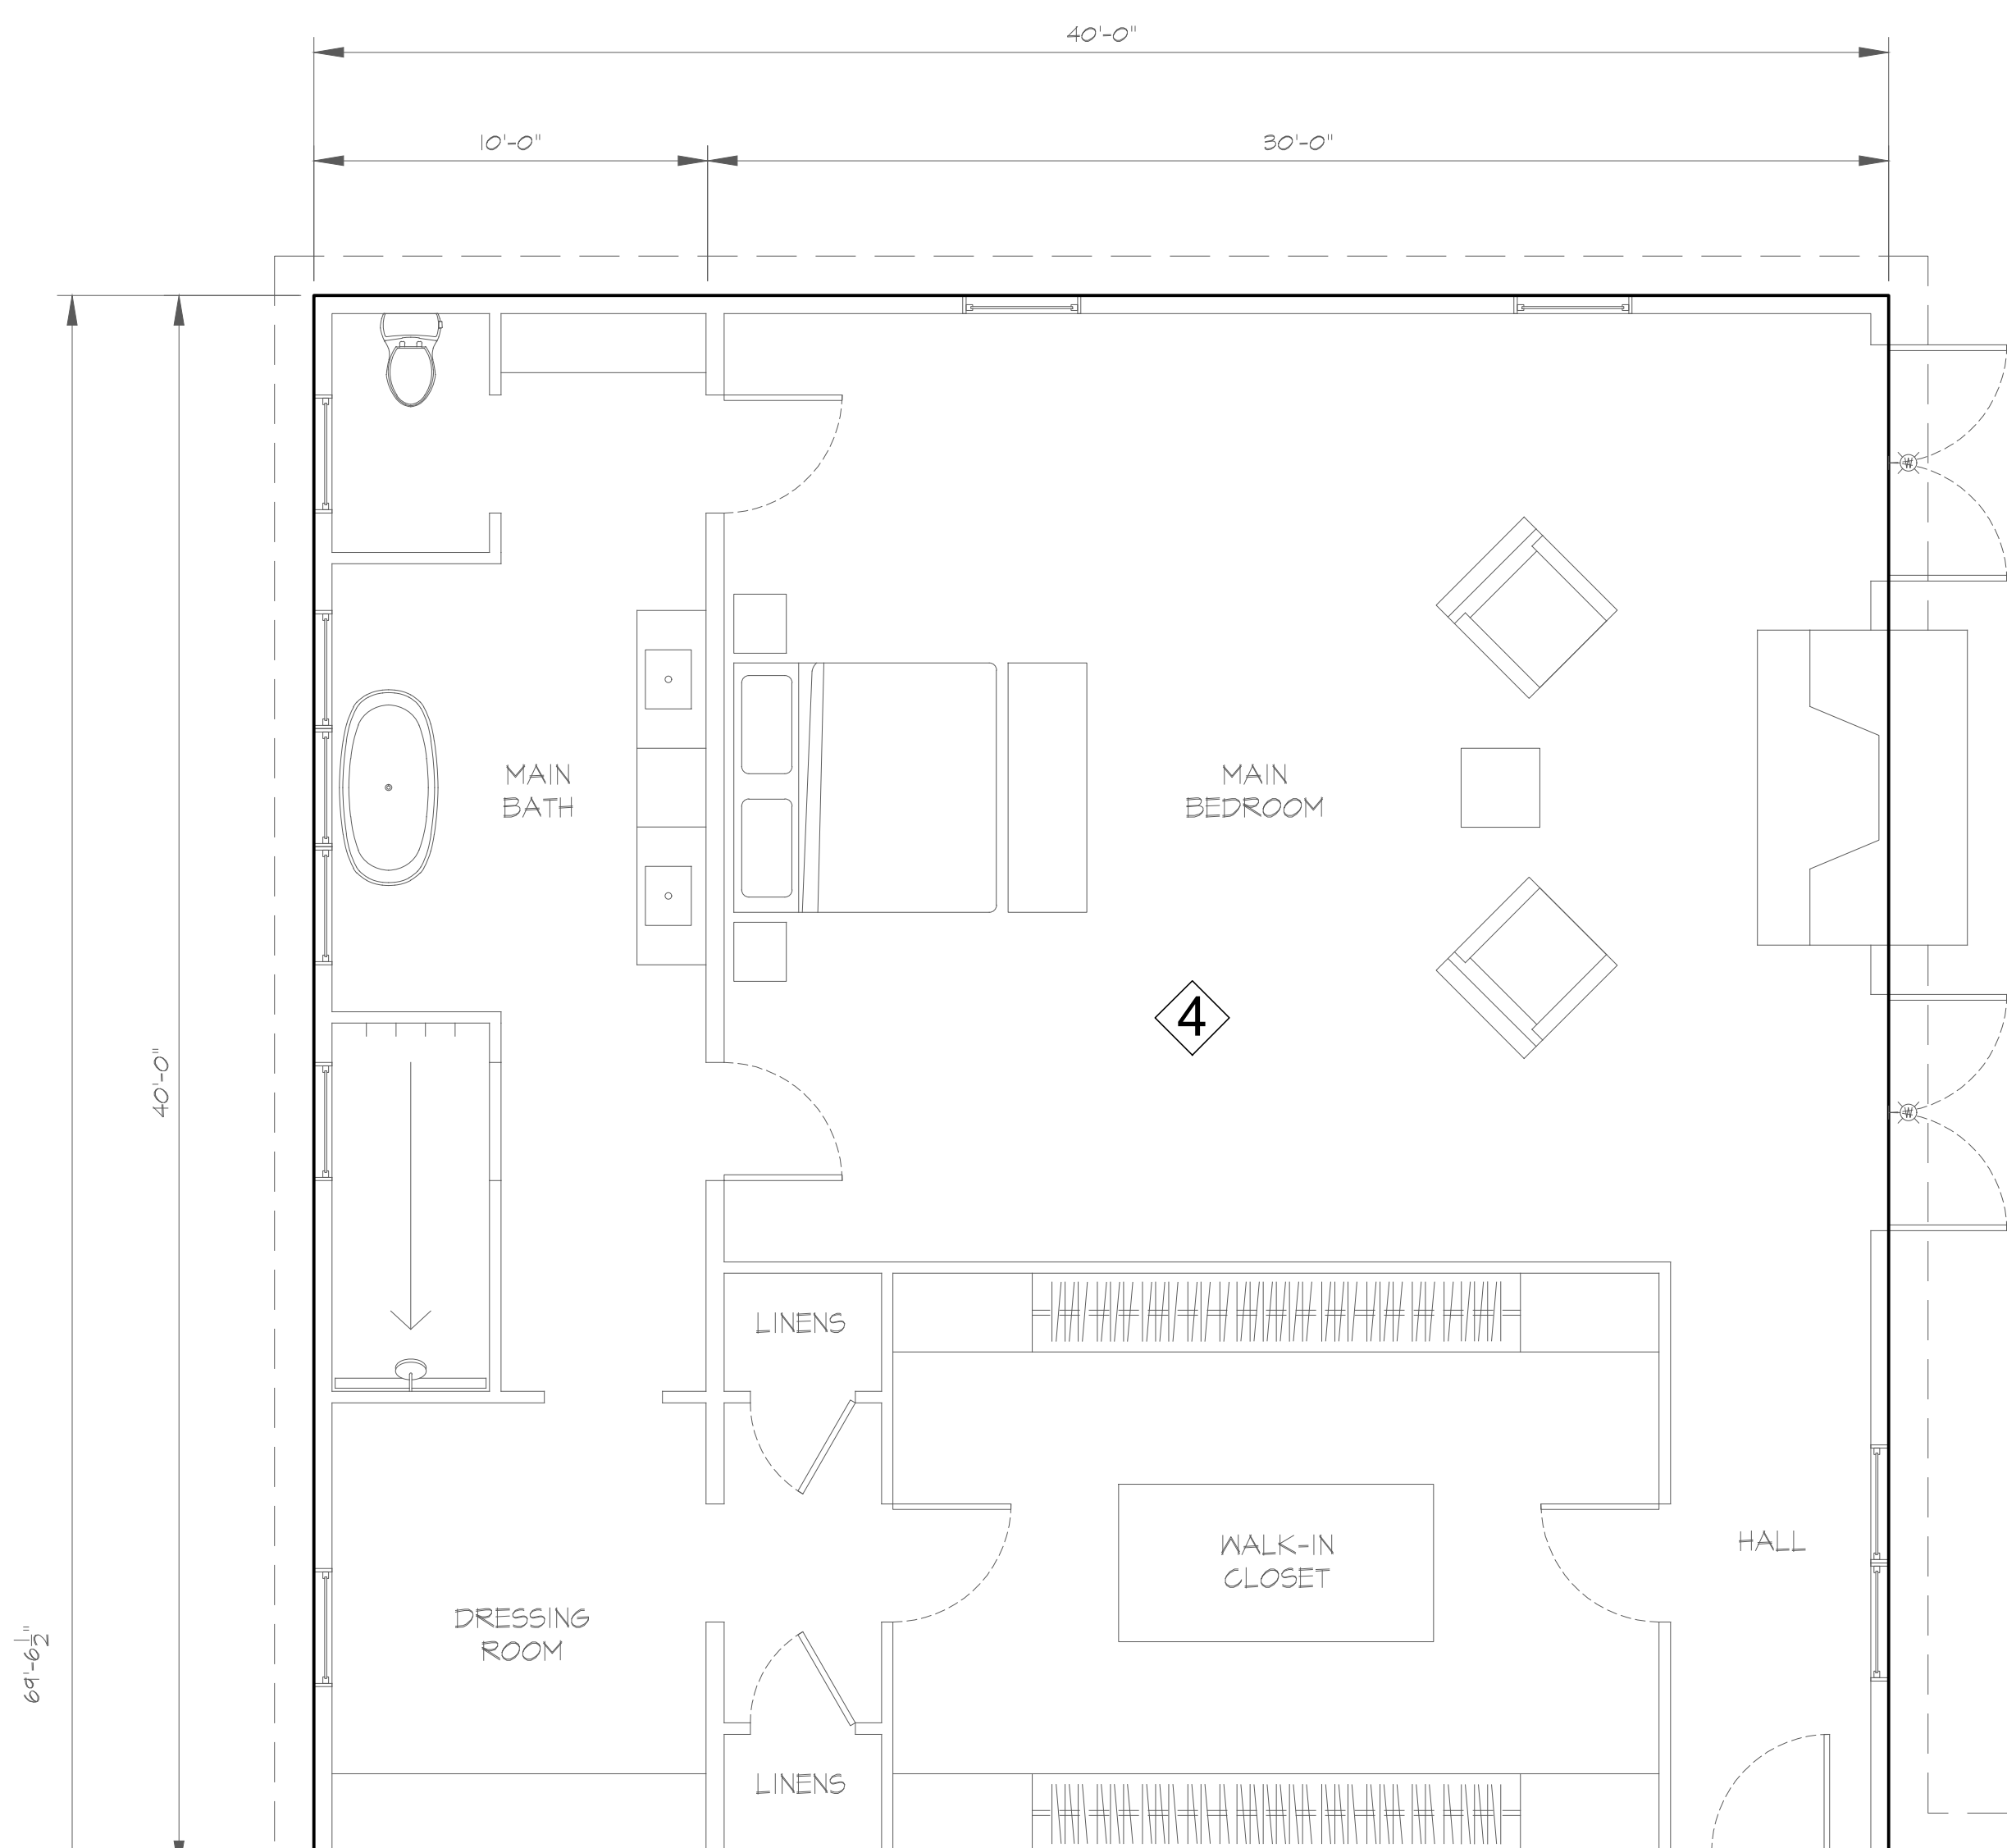 40'-0"
10'-0"
30'-0"
W
MAIN
BATH
MAIN
BEDROOM
4
40'-0"
W
LINENS
WALK-IN
CLOSET
HALL
DRESSING
ROOM
69'-6 1/2"
LINENS